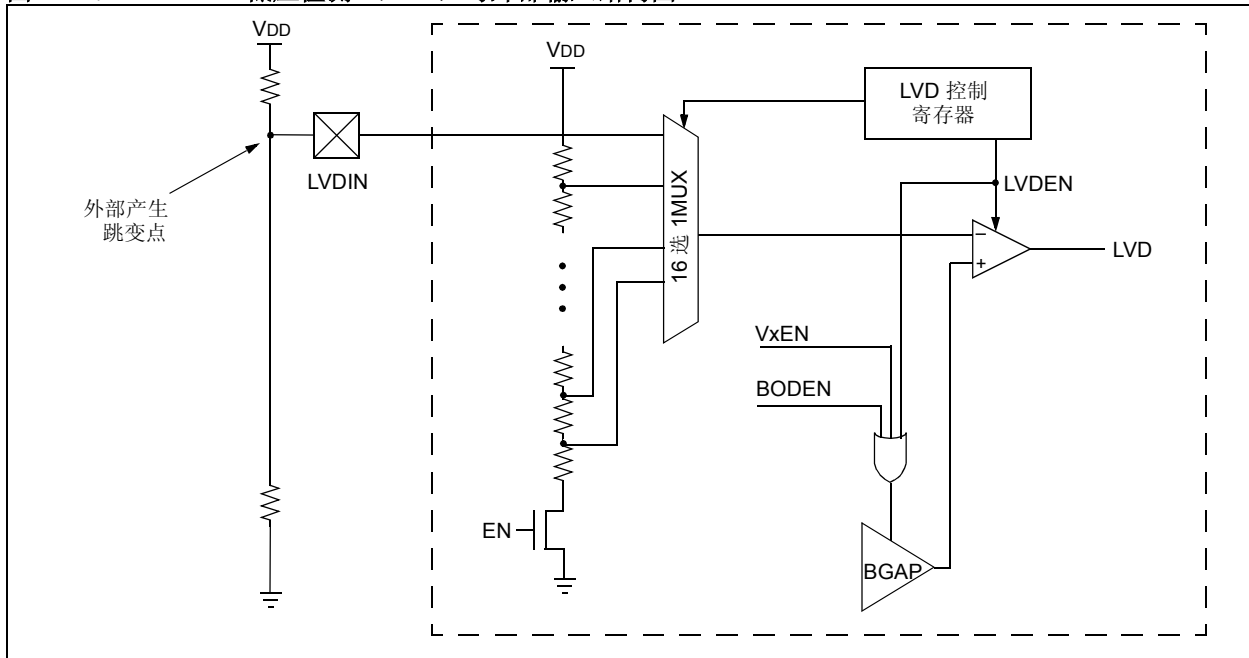 VDD
VDD
LVD 控制
寄存器
LVDIN
16 选 1MUX
LVDEN
外部产生
跳变点
LVD
−
+
VxEN
BODEN
EN
BGAP